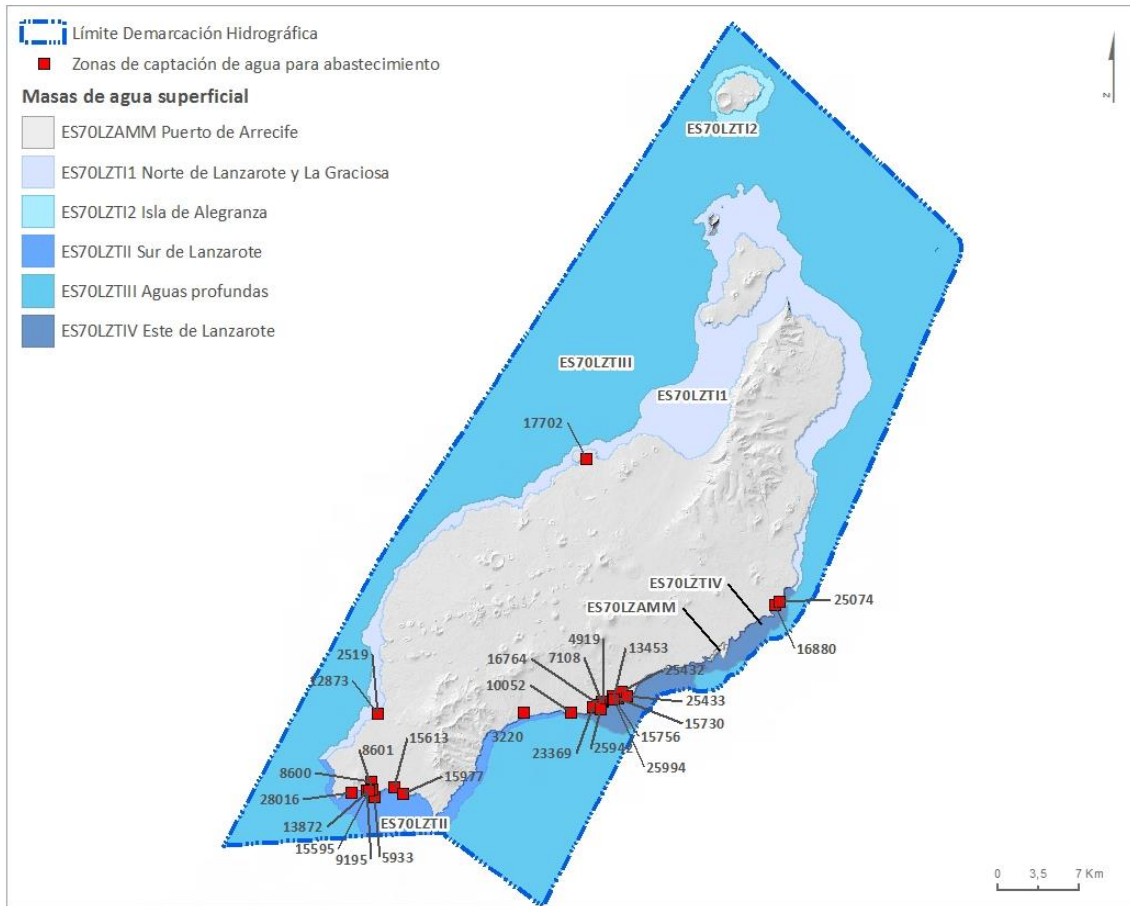 Límite Demarcación Hidrográfica
Zonas de captación de agua para abastecimiento
Masas de agua superficial
ES70LZAMM Puerto de Arrecife
ES70LZTI1 Norte de Lanzarote y La Graciosa
ES70LZTI2 Isla de Alegranza
ES70LZTII Sur de Lanzarote
ES70LZTIII Aguas profundas
ES70LZTIV Este de Lanzarote
z
ES70LZTI2
ES70LZTIII
ES70LZTI1
17702
ES70LZTIV
ES70LZAMM
25074
16880
4919
13453
16764
7108
25432
2519
12873
10052
25433
15730
3220
15756
23369
25942
25994
8601
15613
8600
15977
28016
13872
ES70LZTII
15595
9195
5933
0 3,5 7 Km